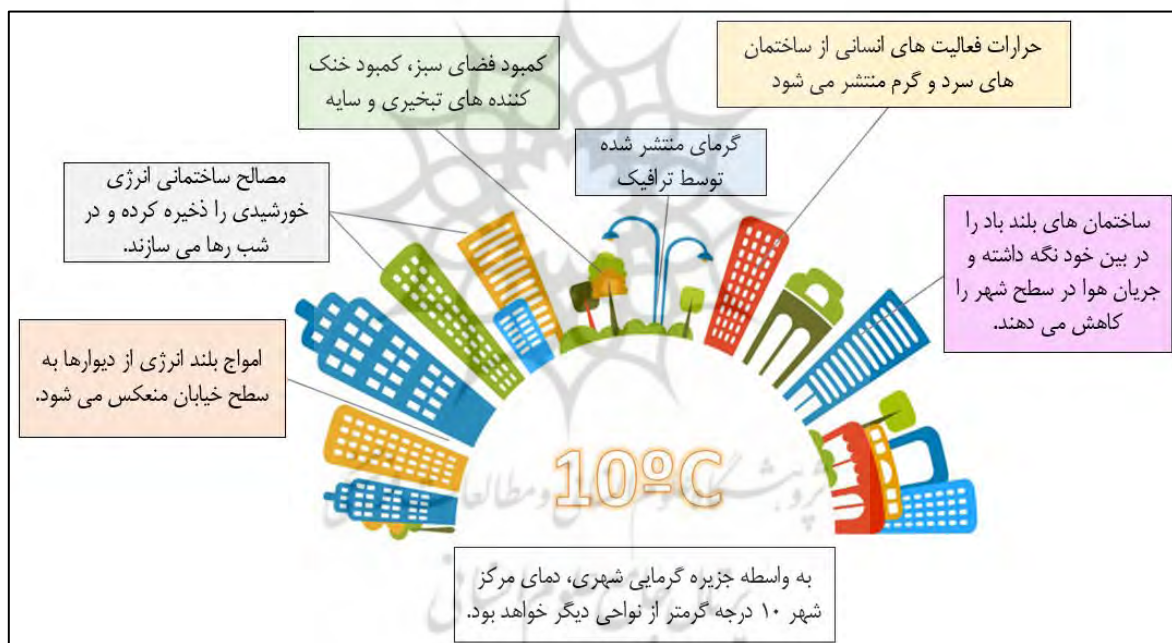 حرارات فعالیت های انسانی از ساختمان
های سرد و گرم منتشر می شود
کمبود فضای سبز، کمبود خنک
کننده های تبخیری و سایه
گرمای منتشر شده
توسط ترافیک
مصالح ساختمانی انرژی
خورشیدی را ذخیره کرده و در
شب رها می سازند.
ساختمان های بلند باد را
در بین خود نگه داشته و
جریان هوا در سطح شهر را
کاهش می دهند.
امواج بلند انرژی از دیوارها به
سطح خیابان منعکس می شود.
10ºC
به واسطه جزیره گرمایی شهری، دمای مرکز
شهر ۱۰ درجه گرمتر از نواحی دیگر خواهد بود.